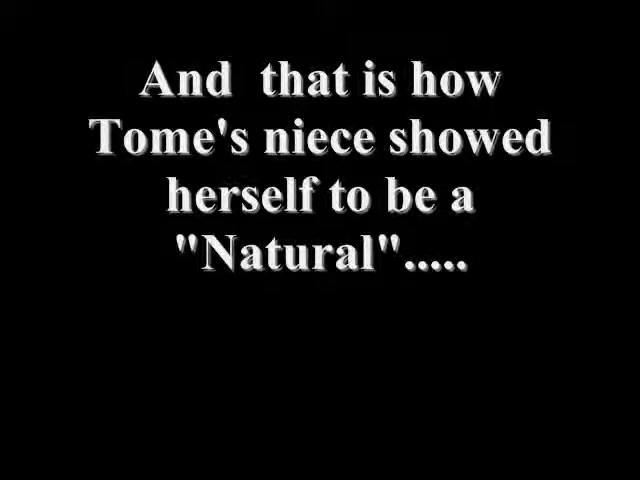 And  that is how
Tome's niece showed
herself to be a
"Natural".....